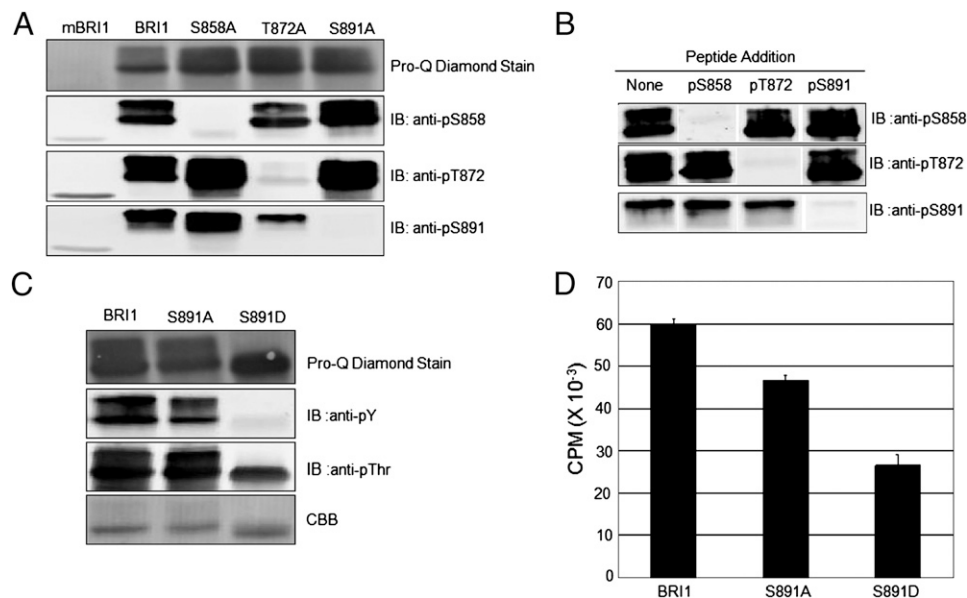 A
mBRI1 BRI1 S858A T872A S891A
Pro-Q Diamond Stain
IB :anti-pS858
IB :anti-pT872
IB :anti-pS891
B
Peptide Addition
None pS858 pT872 pS891
IB :anti-pS858
IB :anti-pT872
IB :anti-pS891
C
BRI1 S891A S891D
Pro-Q Diamond Stain
IB :anti-pY
IB :anti-pThr
CBB
D
CPM (X 10⁻³)
70
60
50
40
30
20
10
0
BRI1 S891A S891D